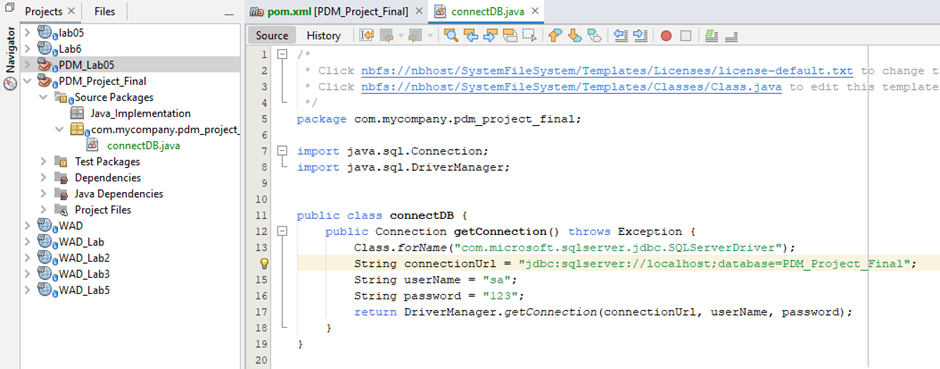 Projects
Files
pom.xml [PDM_Project_Final]
connectDB.java
Navigator
lab05
Lab6
PDM_Lab05
PDM_Project_Final
Source Packages
Java_Implementation
com.mycompany.pdm_project_
connectDB.java
Test Packages
Dependencies
Java Dependencies
Project Files
WAD
WAD_Lab
WAD_Lab2
WAD_Lab3
WAD_Lab5
Source History
1 /*
2 * Click nbfs://nbhost/SystemFileSystem/Templates/Licenses/license-default.txt to change th
3 * Click nbfs://nbhost/SystemFileSystem/Templates/Classes/Class.java to edit this template
4 */
5 package com.mycompany.pdm_project_final;
6
7 import java.sql.Connection;
8 import java.sql.DriverManager;
9
10
11 public class connectDB {
12 public Connection getConnection() throws Exception {
13 Class.forName("com.microsoft.sqlserver.jdbc.SQLServerDriver");
String connectionUrl = "jdbc:sqlserver://localhost;database=PDM_Project_Final";
15 String userName = "sa";
16 String password = "123";
17 return DriverManager.getConnection(connectionUrl, userName, password);
18 }
19 }
20